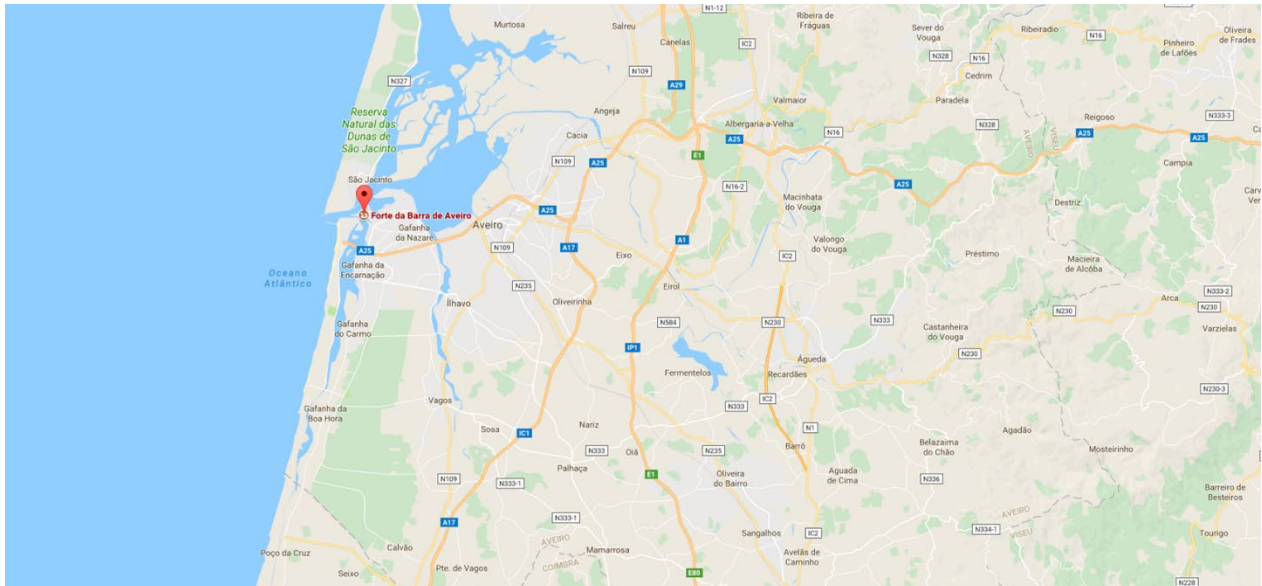 Murtosa
Salreu
N1-12
Canelas
IC2
Ribeira de
Fráguas
Sever do
Vouga
Ribeiradio
N16
Pinheiro
de Lafões
Oliveira
de Frades
N328
N16
Cedrim
N327
N109
A29
Valmaior
Paradela
Reserva
Natural das
Dunas de
São Jacinto
Angeja
Cacia
Albergaria-a-Velha
N16
N328
AVEIRO
VISEU
Reigoso
N333-3
A25
A25
A25
N109
A25
E1
Campia
São Jacinto
N16-2
A25
Macinhata
do Vouga
Destriz
Forte da Barra de Aveiro
Gafanha
da Nazaré
Aveiro
A25
A25
N109
A17
A1
Eixo
Valongo
do Vouga
IC2
Préstimo
Macieira
de Alcôba
Oceano
Atlântico
Gafanha da
Encarnação
N235
Eirol
N333-2
Ílhavo
Oliveirinha
Arca
N230
N230
Gafanha
do Carmo
N584
N230
N333
Castanheira
do Vouga
Varzielas
IP1
N230
Águeda
Fermentelos
Recardães
N230-3
Vagos
IC2
Gafanha da
Boa Hora
N333
Sosa
Nariz
N1
Agadão
IC1
Barrô
Belazaima
do Chão
Mosteirinho
N333
Oiã
N235
Palhaça
E1
Oliveira
do Bairro
Aguada
de Cima
N336
N109
N333-1
Barreiro de
Besteiros
N333-1
AVEIRO
VISEU
A17
N334-1
Tourigo
Sangalhos
IC2
AVEIRO
COIMBRA
Poço da Cruz
Calvão
Mamarrosa
Avelãs de
Caminho
Seixo
Pte. de Vagos
E80
N228